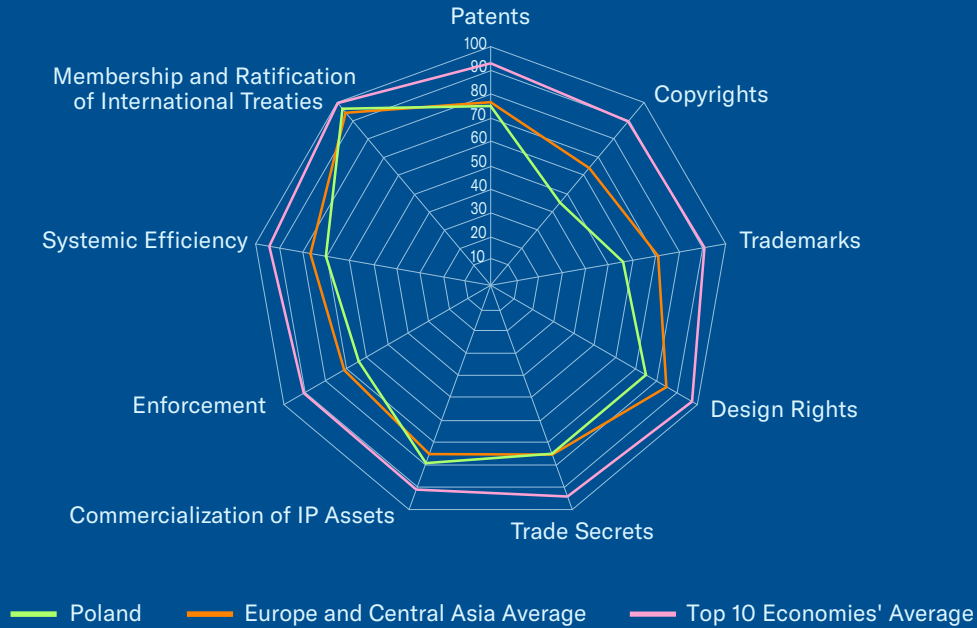 Patents
100
90
80
70
60
50
40
30
20
10
Membership and Ratification
of International Treaties
Copyrights
Systemic Efficiency
Trademarks
Enforcement
Design Rights
Commercialization of IP Assets
Trade Secrets
Poland
Europe and Central Asia Average
Top 10 Economies' Average